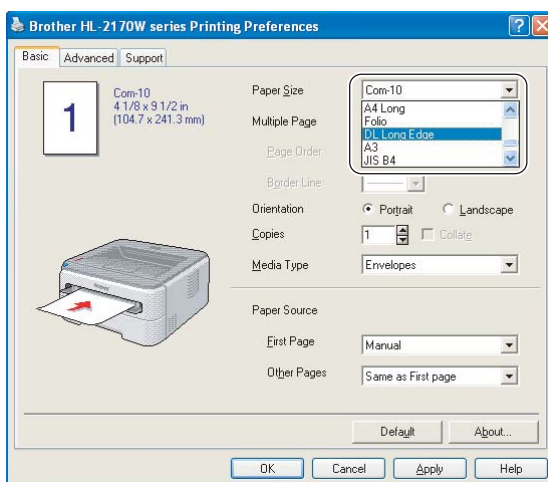 Brother HL-2170W series Printing Preferences
Basic Advanced Support
1
Com-10
4 1/8 x 9 1/2 in
(104.7 x 241.3 mm)
Paper Size
Com-10
A4 Long
Folio
DL Long Edge
A3
JIS B4
Multiple Page
Page Order
Border Line
Orientation
Portrait Landscape
Copies
1
Collate
Media Type
Envelopes
Paper Source
First Page
Manual
Other Pages
Same as First page
Default About...
OK Cancel Apply Help